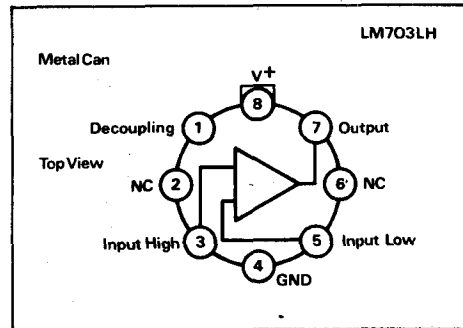 LM703LH
Metal Can
V+
8
Decoupling 1
7 Output
Top View
NC 2
6 NC
Input High 3
5 Input Low
4
GND